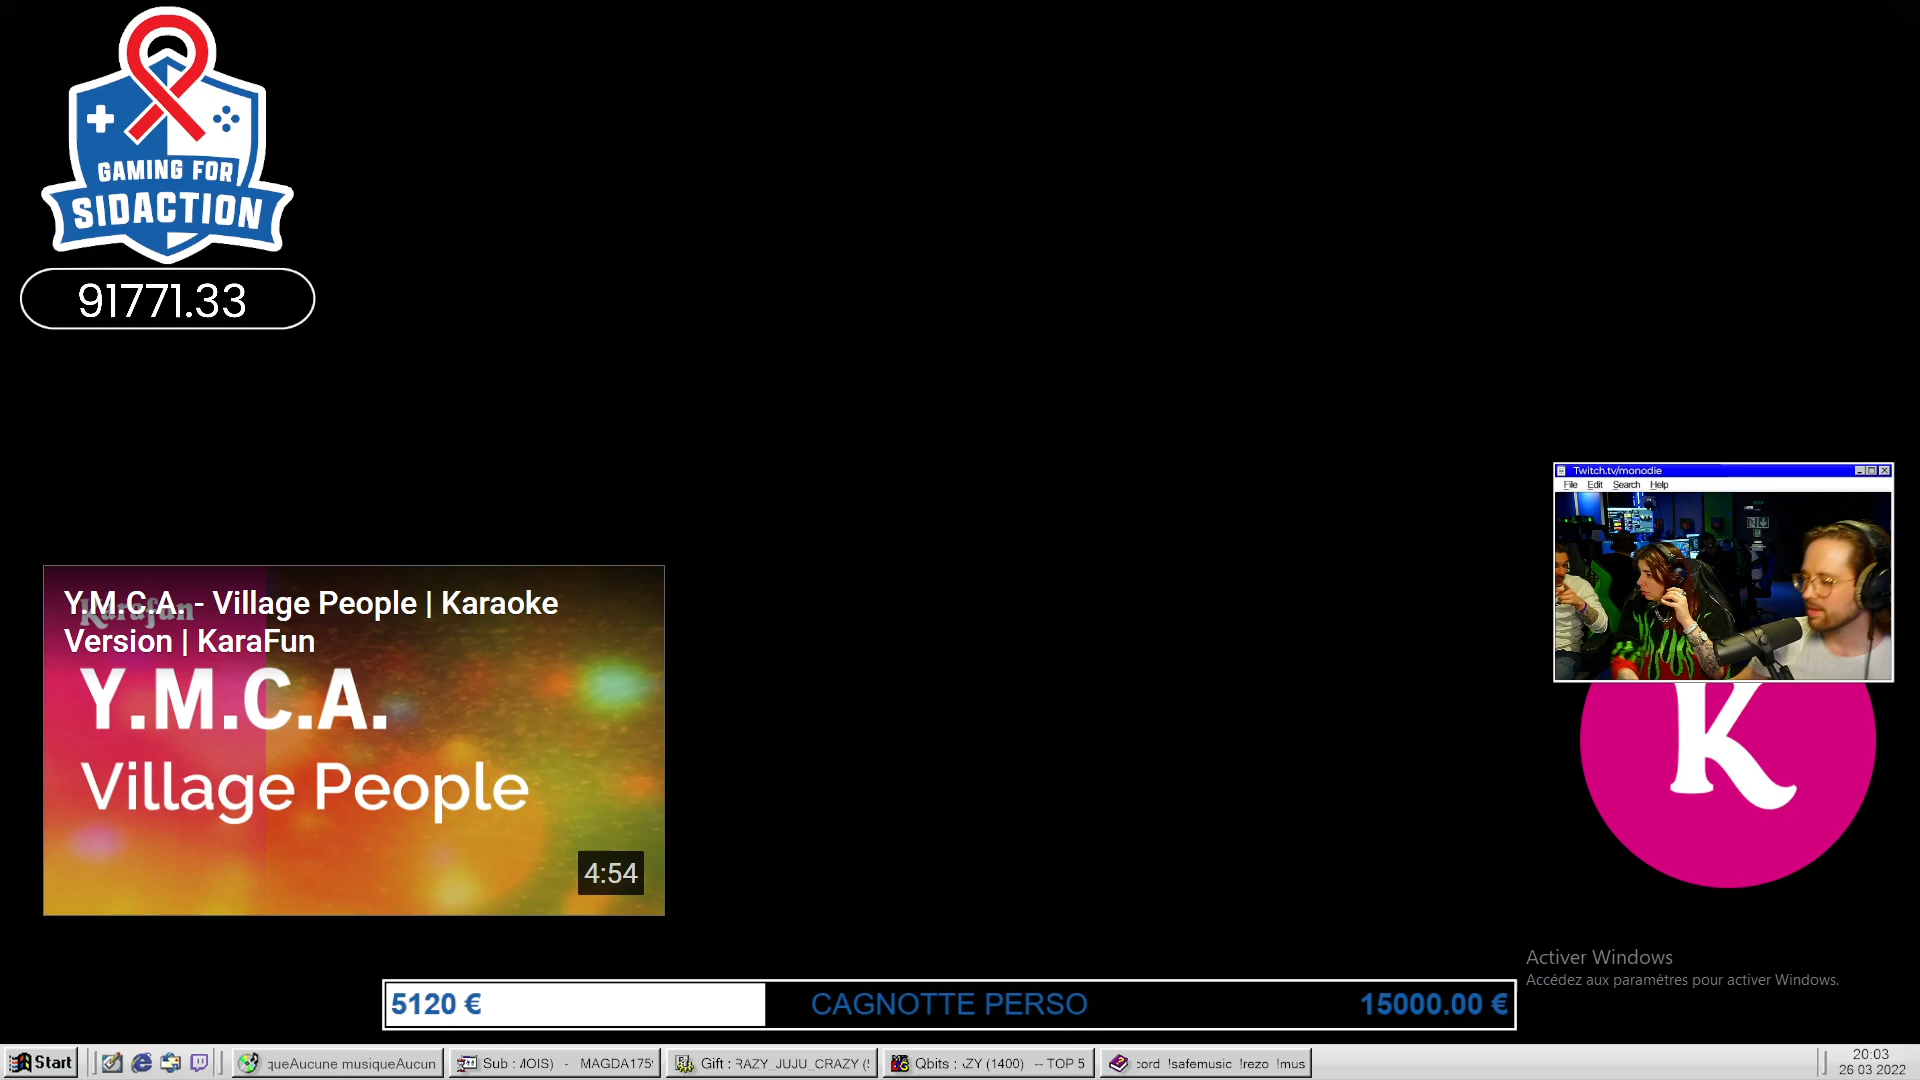 GAMING FOR
SIDACTION
91771.33
Twitch.tv/monodie
File Edit Search Help
Y.M.C.A. - Village People | Karaoke
Version | KaraFun
Karafun
Y.M.C.A.
Village People
4:54
K
Activer Windows
Accédez aux paramètres pour activer Windows.
5120 € CAGNOTTE PERSO 15000.00 €
Start queAucune musiqueAucun Sub : MOIS) - MAGDA175 Gift : RAZY_JUJU_CRAZY ( Qbits : ZY (1400) -- TOP 5 cord !safemusic !rezo !mus 20:03
26 03 2022